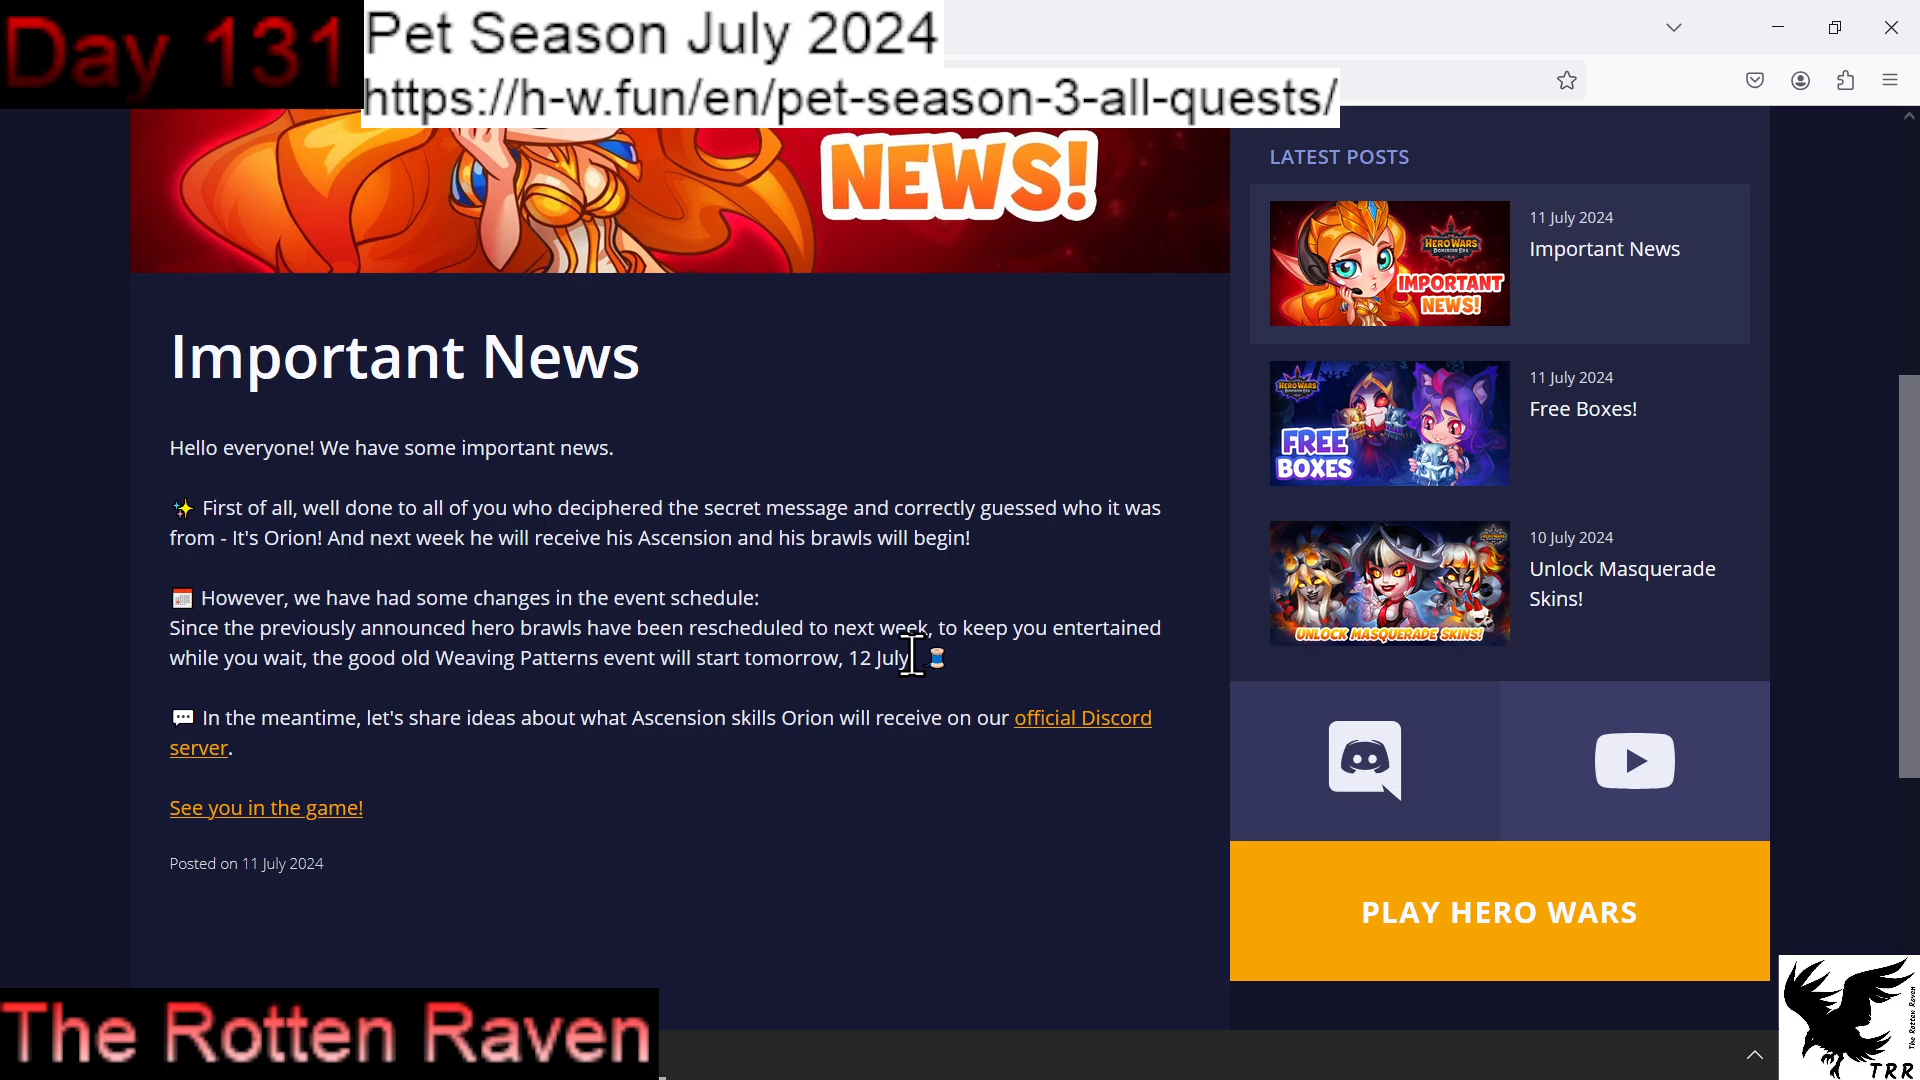 Day 131
Pet Season July 2024
https://h-w.fun/en/pet-season-3-all-quests/
NEWS!
Important News
Hello everyone! We have some important news.
✨ First of all, well done to all of you who deciphered the secret message and correctly guessed who it was
from - It's Orion! And next week he will receive his Ascension and his brawls will begin!
📅 However, we have had some changes in the event schedule:
Since the previously announced hero brawls have been rescheduled to next week, to keep you entertained
while you wait, the good old Weaving Patterns event will start tomorrow, 12 July 🧵
💬 In the meantime, let's share ideas about what Ascension skills Orion will receive on our official Discord
server.
See you in the game!
Posted on 11 July 2024
LATEST POSTS
HERO WARS
DOMINION ERA
IMPORTANT
NEWS!
11 July 2024
Important News
HERO WARS
FREE
BOXES
11 July 2024
Free Boxes!
UNLOCK MASQUERADE SKINS!
10 July 2024
Unlock Masquerade
Skins!
PLAY HERO WARS
The Rotten Raven
The Rotten Raven
TRR